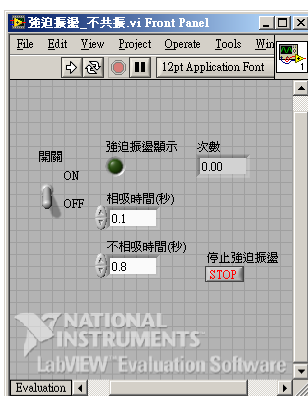 強迫振盪_不共振.vi Front Panel
File Edit View Project Operate Tools Win
12pt Application Font
1
強迫振盪顯示 次數
開關
ON
0.00
OFF
相吸時間(秒)
0.1
不相吸時間(秒)
0.8
停止強迫振盪
STOP
NATIONAL
INSTRUMENTS™
LabVIEW™ Evaluation Software
Evaluation